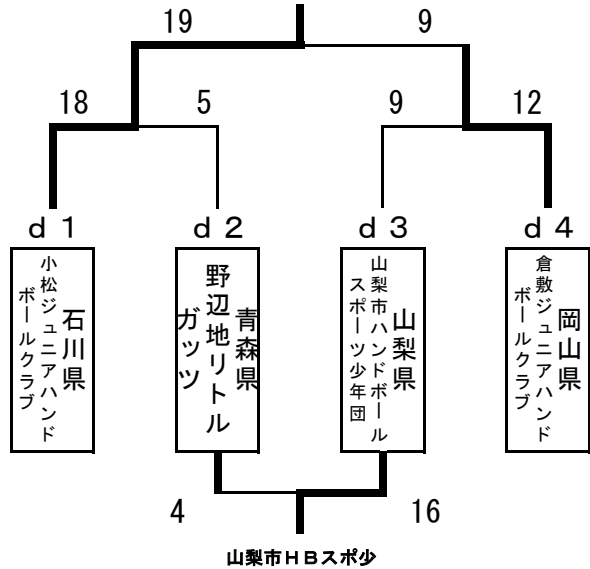 19
9
18
5
9
12
ｄ１
ｄ２
ｄ３
ｄ４
石川県
小松ジュニアハンド
ボールクラブ
青森県
野辺地リトル
ガッツ
山梨県
山梨市ハンドボール
スポーツ少年団
岡山県
倉敷ジュニアハンド
ボールクラブ
4
16
山梨市ＨＢスポ少